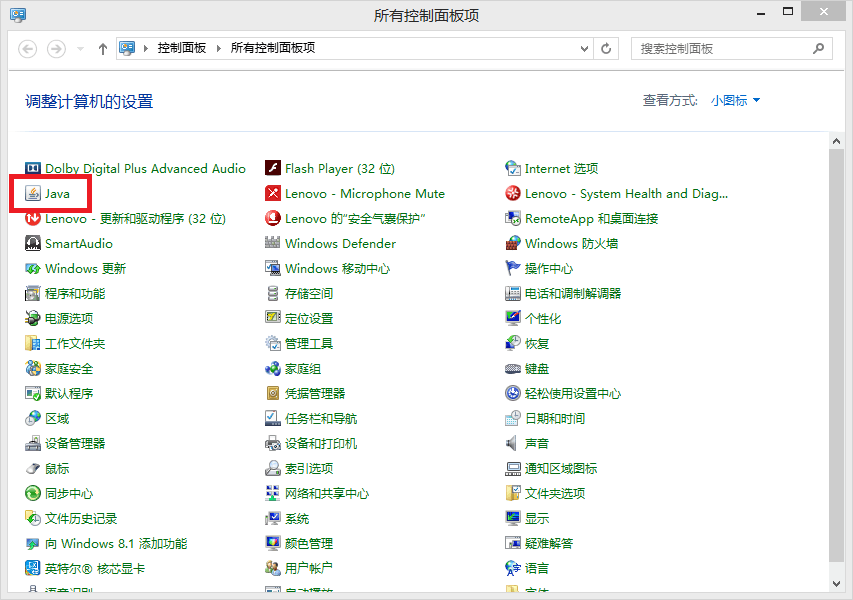 所有控制面板项
控制面板 所有控制面板项
搜索控制面板
调整计算机的设置
查看方式: 小图标
Dolby Digital Plus Advanced Audio
Flash Player (32 位)
Internet 选项
Java
Lenovo - Microphone Mute
Lenovo - System Health and Diag...
Lenovo - 更新和驱动程序 (32 位)
Lenovo 的"安全气囊保护"
RemoteApp 和桌面连接
SmartAudio
Windows Defender
Windows 防火墙
Windows 更新
Windows 移动中心
操作中心
程序和功能
存储空间
电话和调制解调器
电源选项
定位设置
个性化
工作文件夹
管理工具
恢复
家庭安全
家庭组
键盘
默认程序
凭据管理器
轻松使用设置中心
区域
任务栏和导航
日期和时间
设备管理器
设备和打印机
声音
鼠标
索引选项
通知区域图标
同步中心
网络和共享中心
文件夹选项
文件历史记录
系统
显示
向 Windows 8.1 添加功能
颜色管理
疑难解答
英特尔® 核芯显卡
用户帐户
语言
语音识别
自动播放
字体